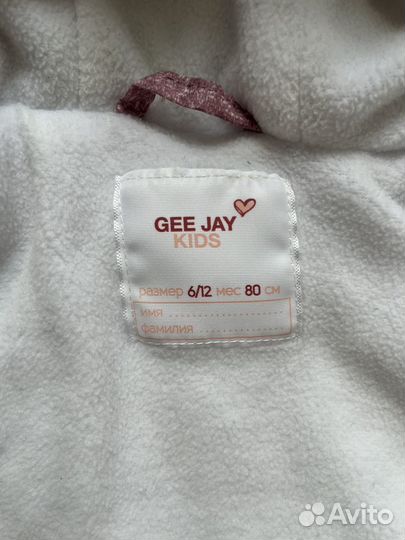 GEE JAY
KIDS
размер 6/12 мес 80 см
имя
фамилия
Avito